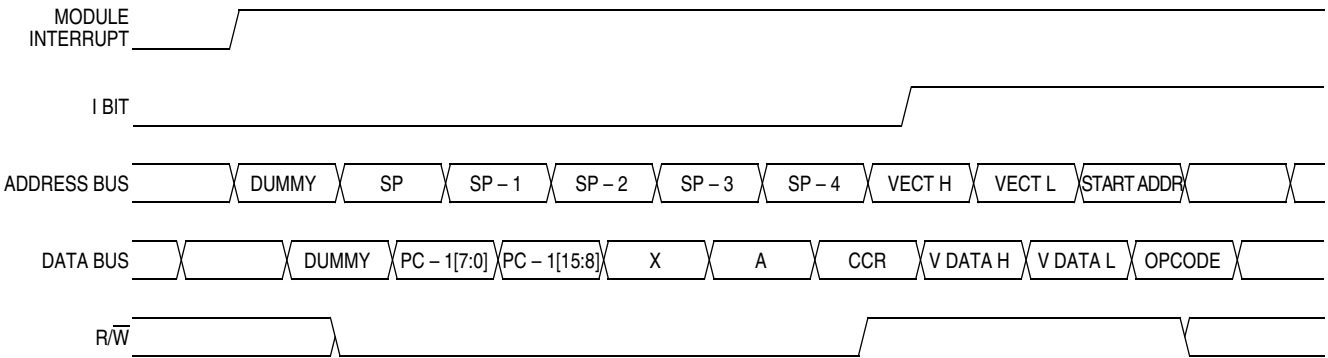 MODULE
INTERRUPT
I BIT
ADDRESS BUS DUMMY SP SP – 1 SP – 2 SP – 3 SP – 4 VECT H VECT L START ADDR
DATA BUS DUMMY PC – 1[7:0] PC – 1[15:8] X A CCR V DATA H V DATA L OPCODE
R/W̅